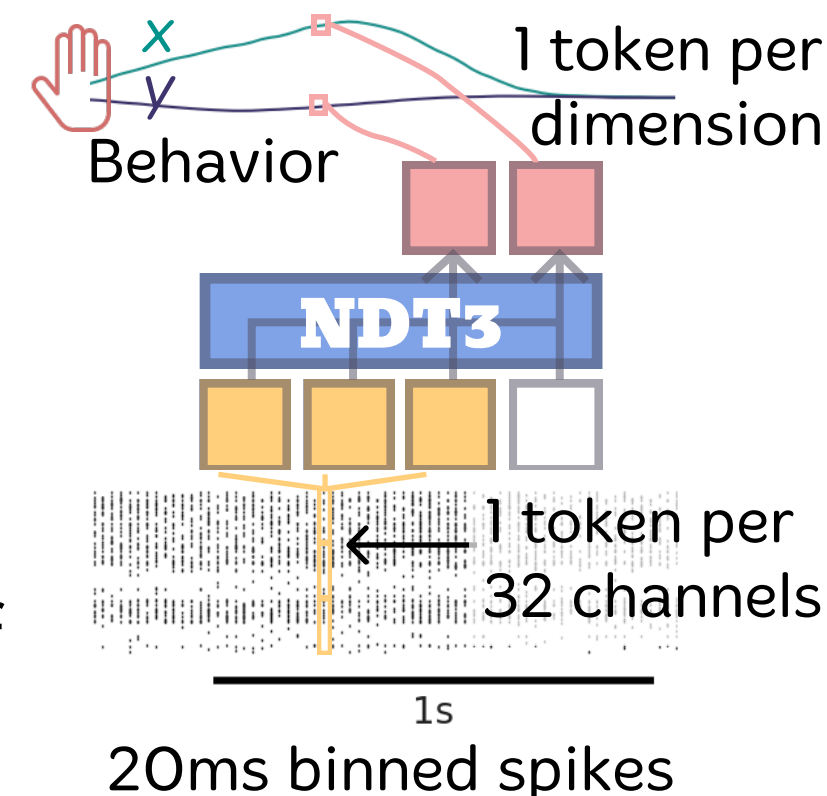 x
y
1 token per
dimension
Behavior
NDT3
1 token per
32 channels
1s
20ms binned spikes